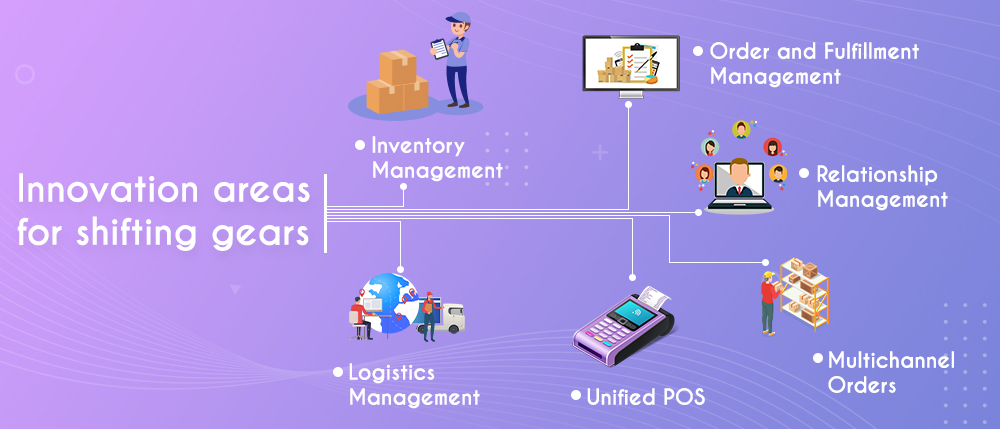 Innovation areas
for shifting gears
Inventory
Management
Order and Fulfillment
Management
Relationship
Management
Logistics
Management
Unified POS
Multichannel
Orders